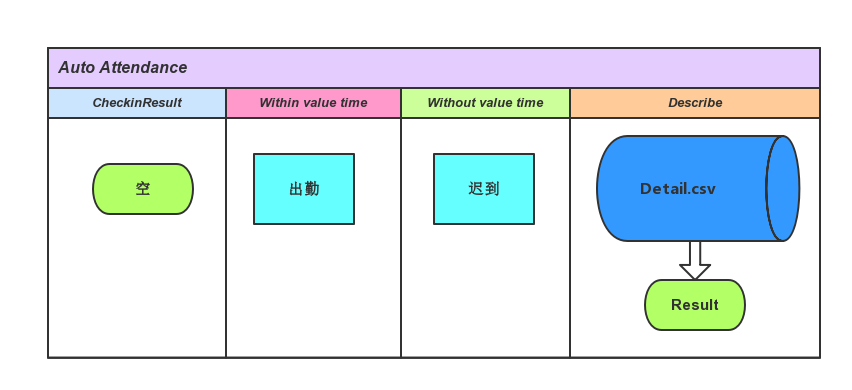 Auto Attendance
CheckinResult
Within value time
Without value time
Describe
空
出勤
迟到
Detail.csv
Result